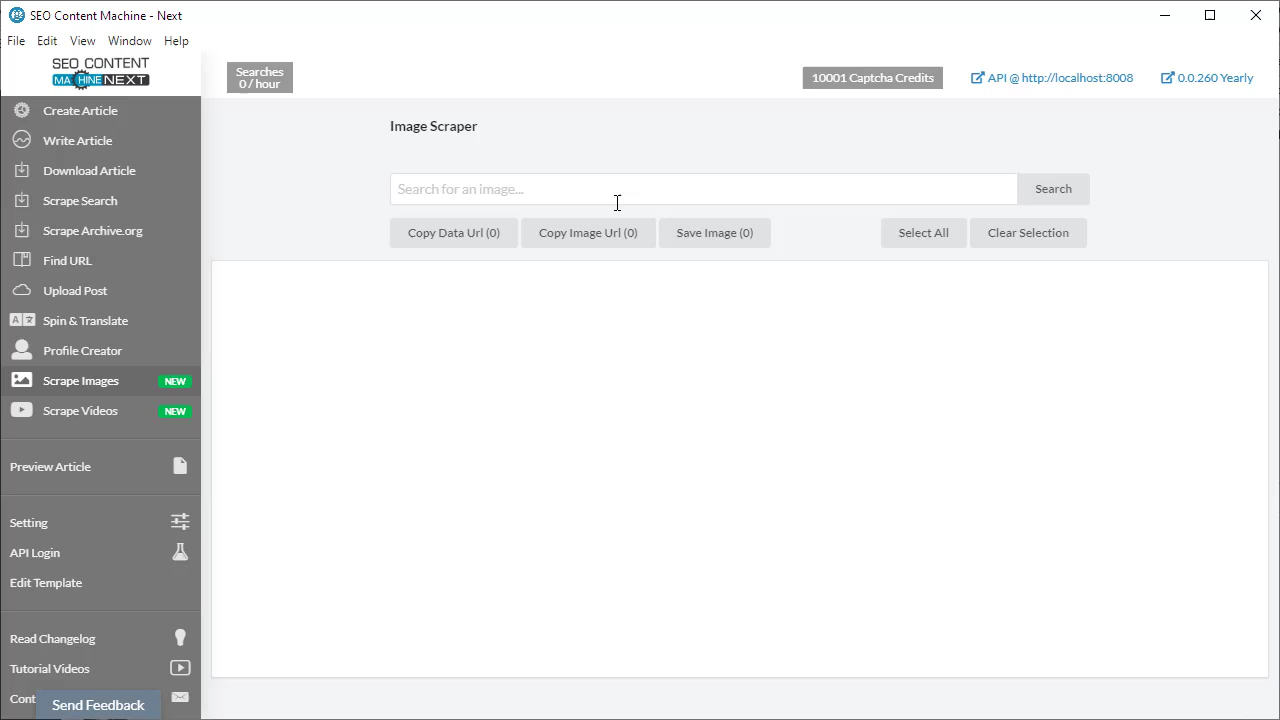 SEO Content Machine - Next
File Edit View Window Help
SEO CONTENT
MACHINE NEXT
Searches
0 / hour
10001 Captcha Credits
API @ http://localhost:8008
0.0.260 Yearly
Create Article
Write Article
Download Article
Scrape Search
Scrape Archive.org
Find URL
Upload Post
Spin & Translate
Profile Creator
Scrape Images NEW
Scrape Videos NEW
Preview Article
Setting
API Login
Edit Template
Read Changelog
Tutorial Videos
Cont
Send Feedback
Image Scraper
Search for an image...
Search
Copy Data Url (0)
Copy Image Url (0)
Save Image (0)
Select All
Clear Selection